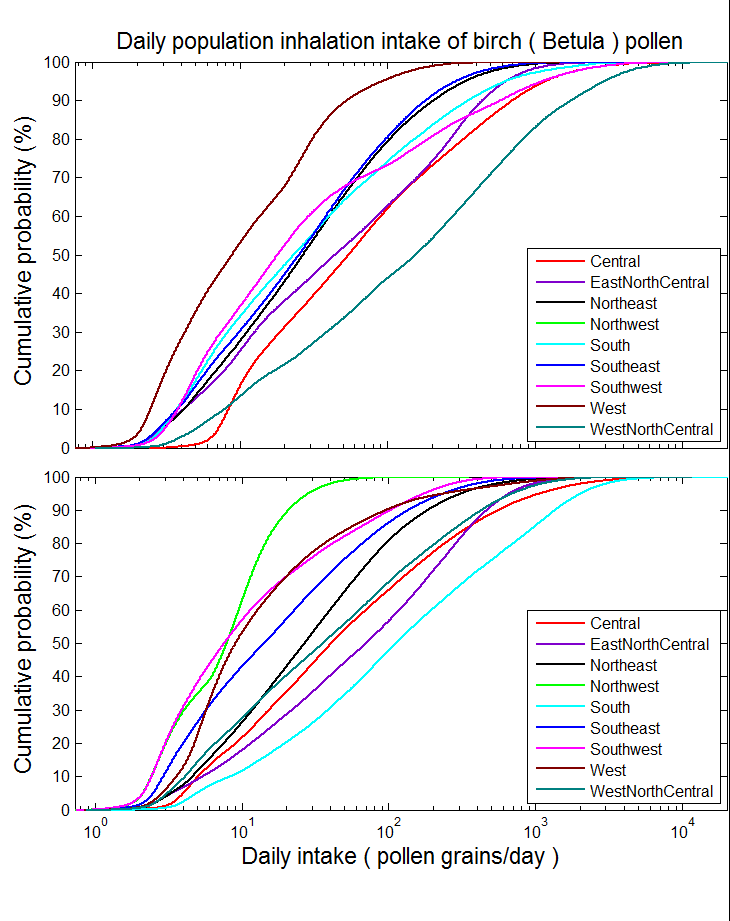 Daily population inhalation intake of birch ( Betula ) pollen
Cumulative probability (%)
100
90
80
70
60
50
40
30
20
10
0
Central
EastNorthCentral
Northeast
Northwest
South
Southeast
Southwest
West
WestNorthCentral
Cumulative probability (%)
100
90
80
70
60
50
40
30
20
10
0
Central
EastNorthCentral
Northeast
Northwest
South
Southeast
Southwest
West
WestNorthCentral
10^0 10^1 10^2 10^3 10^4
Daily intake ( pollen grains/day )